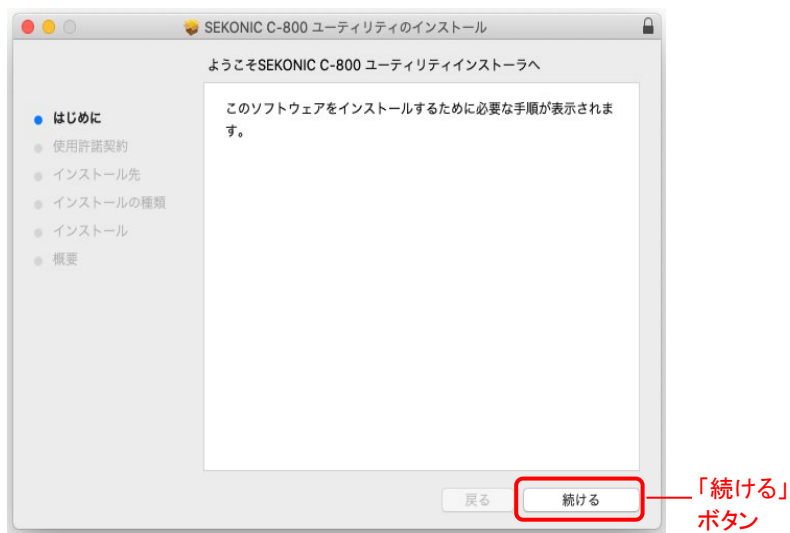 SEKONIC C-800 ユーティリティのインストール
ようこそSEKONIC C-800 ユーティリティインストーラへ
はじめに
使用許諾契約
インストール先
インストールの種類
インストール
概要
このソフトウェアをインストールするために必要な手順が表示されま
す。
戻る
続ける
「続ける」
ボタン